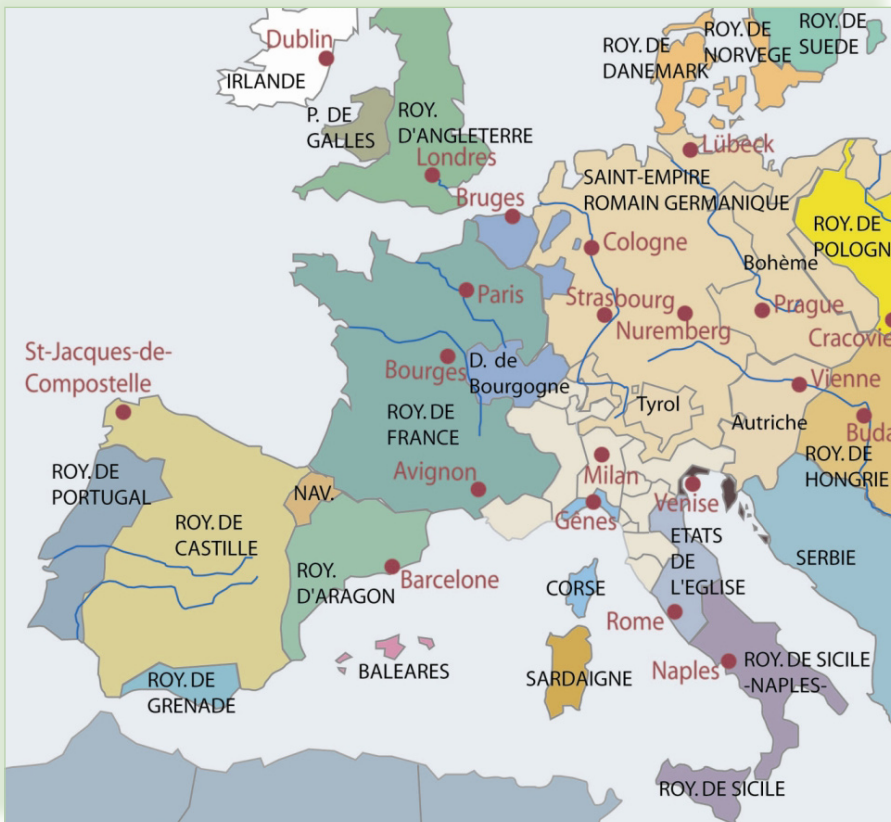 ROY. DE
SUEDE
ROY. DE
NORVEGE
ROY. DE
DANEMARK
Dublin
IRLANDE
P. DE
GALLES
ROY.
D'ANGLETERRE
Londres
Lübeck
Bruges
SAINT-EMPIRE
ROMAIN GERMANIQUE
ROY. DE
POLOGN
Cologne
Bohème
Paris
Strasbourg
Nuremberg
Prague
Cracovie
St-Jacques-de-
Compostelle
Bourges
D. de
Bourgogne
Vienne
Tyrol
Autriche
Buda
ROY. DE
FRANCE
ROY. DE
HONGRIE
ROY. DE
PORTUGAL
NAV.
Avignon
Milan
Venise
Gênes
ROY. DE
CASTILLE
ETATS
DE
L'EGLISE
SERBIE
ROY.
D'ARAGON
Barcelone
CORSE
Rome
ROY. DE
GRENADE
BALEARES
SARDAIGNE
Naples
ROY. DE SICILE
-NAPLES-
ROY. DE SICILE